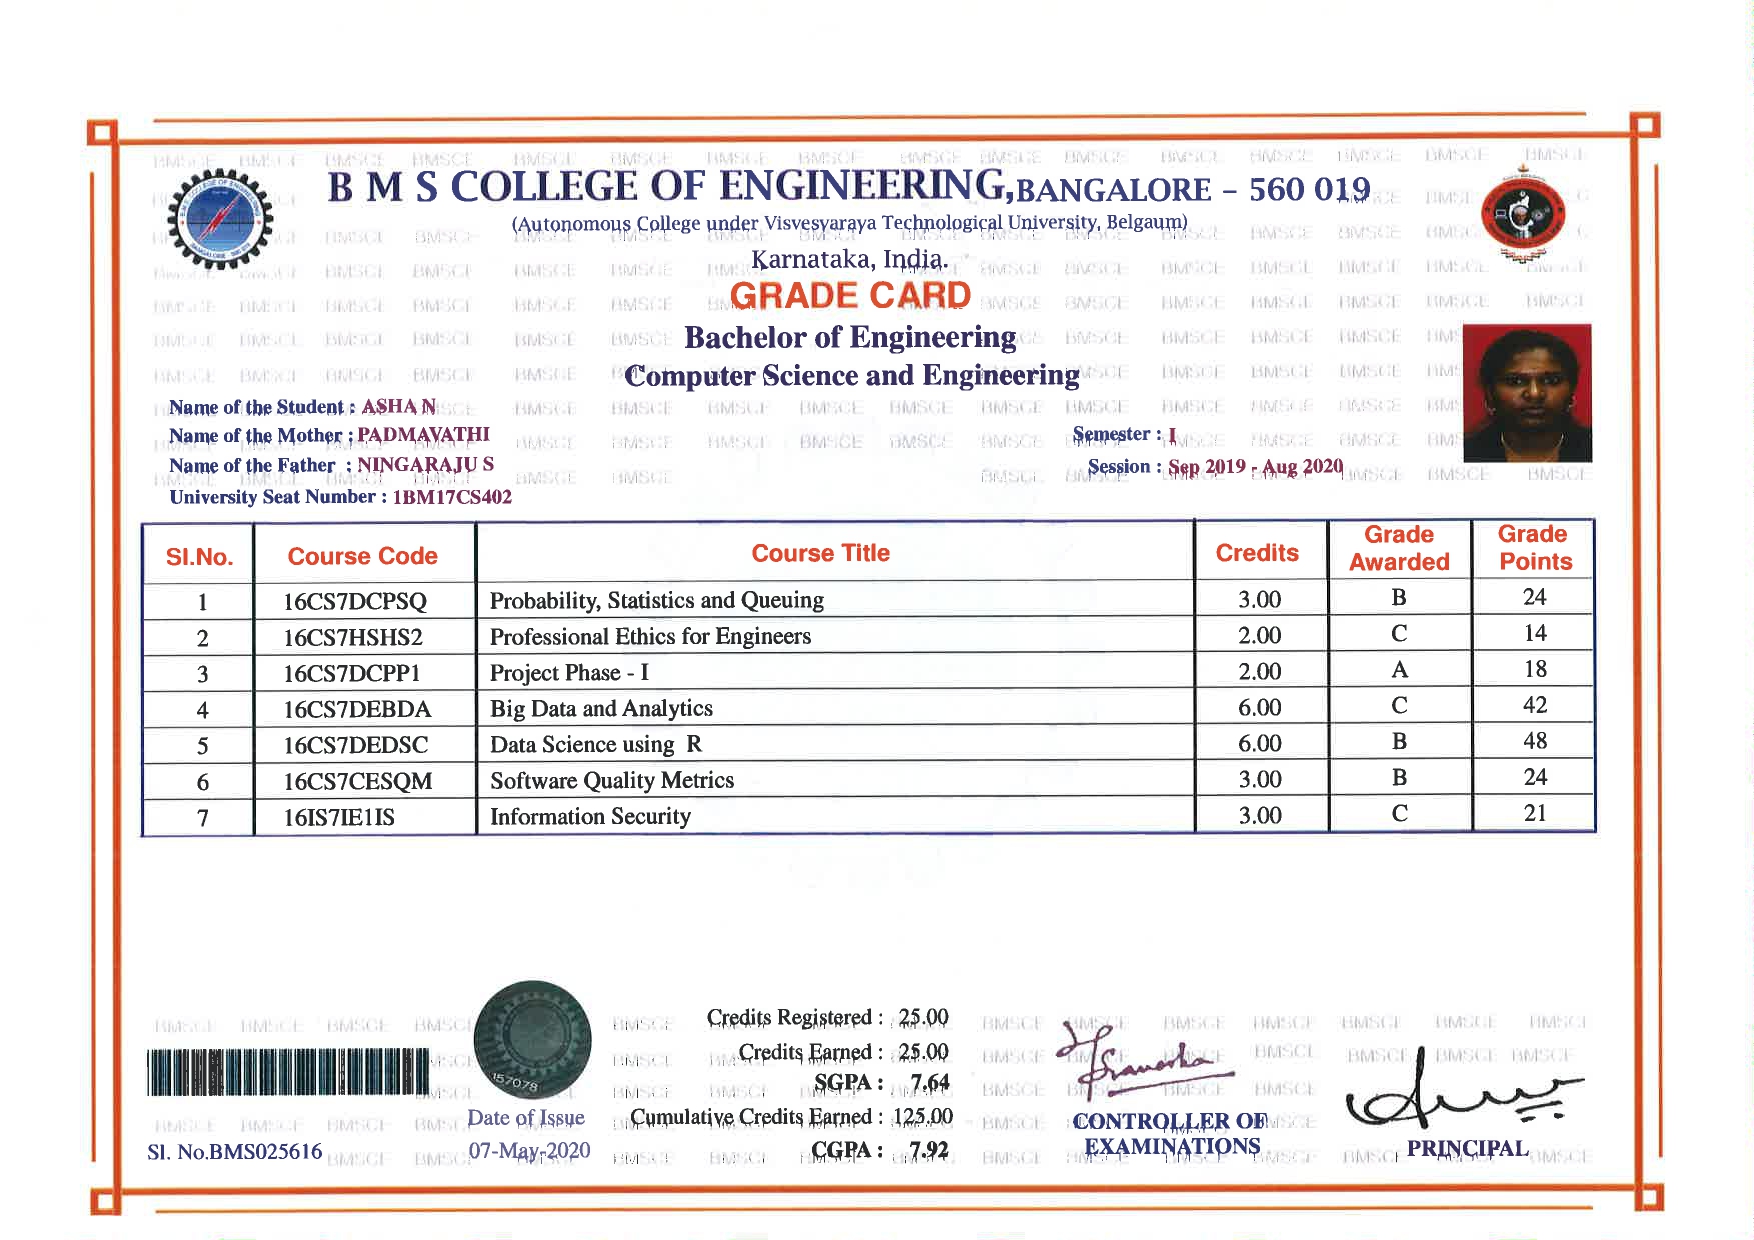 B M S COLLEGE OF ENGINEERING, BANGALORE - 560 019
(Autonomous College under Visvesvaraya Technological University, Belgaum)
Karnataka, India.
GRADE CARD
Bachelor of Engineering
Computer Science and Engineering
Name of the Student : ASHA N
Name of the Mother : PADMAVATHI
Semester : I
Name of the Father : NINGARAJU S
Session : Sep 2019 - Aug 2020
University Seat Number : 1BM17CS402
Sl.No. Course Code Course Title Credits Grade Awarded Grade Points
1 16CS7DCPSQ Probability, Statistics and Queuing 3.00 B 24
2 16CS7HSHS2 Professional Ethics for Engineers 2.00 C 14
3 16CS7DCPP1 Project Phase - I 2.00 A 18
4 16CS7DEBDA Big Data and Analytics 6.00 C 42
5 16CS7DEDSC Data Science using R 6.00 B 48
6 16CS7CESQM Software Quality Metrics 3.00 B 24
7 16IS7IE1IS Information Security 3.00 C 21
Credits Registered : 25.00
Credits Earned : 25.00
SGPA : 7.64
Cumulative Credits Earned : 125.00
CGPA : 7.92
157078
Date of Issue
07-May-2020
Sl. No.BMS025616
CONTROLLER OF
EXAMINATIONS
PRINCIPAL